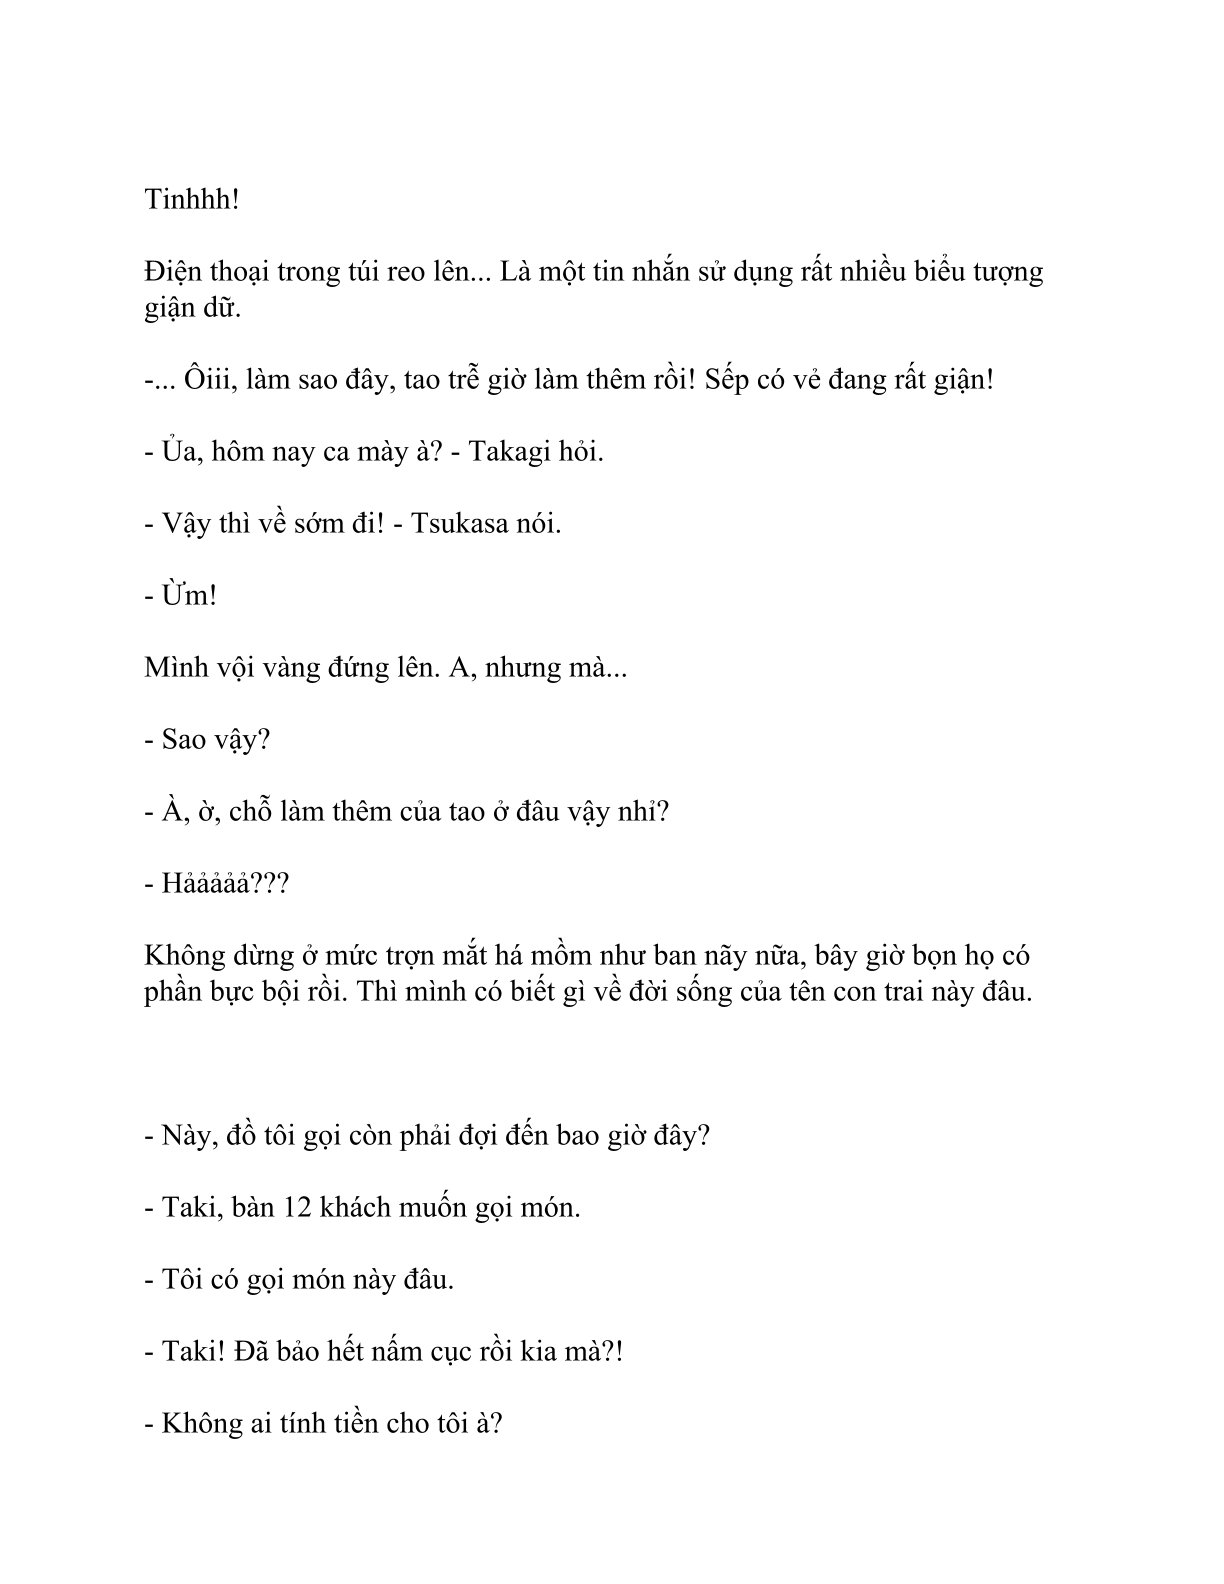 Tinhhh!
Điện thoại trong túi reo lên... Là một tin nhắn sử dụng rất nhiều biểu tượng
giận dữ.
-... Ôiii, làm sao đây, tao trễ giờ làm thêm rồi! Sếp có vẻ đang rất giận!
- Ủa, hôm nay ca mày à? - Takagi hỏi.
- Vậy thì về sớm đi! - Tsukasa nói.
- Ừm!
Mình vội vàng đứng lên. A, nhưng mà...
- Sao vậy?
- À, ờ, chỗ làm thêm của tao ở đâu vậy nhỉ?
- Hảảảảả???
Không dừng ở mức trợn mắt há mồm như ban nãy nữa, bây giờ bọn họ có
phần bực bội rồi. Thì mình có biết gì về đời sống của tên con trai này đâu.
- Này, đồ tôi gọi còn phải đợi đến bao giờ đây?
- Taki, bàn 12 khách muốn gọi món.
- Tôi có gọi món này đâu.
- Taki! Đã bảo hết nấm cục rồi kia mà?!
- Không ai tính tiền cho tôi à?